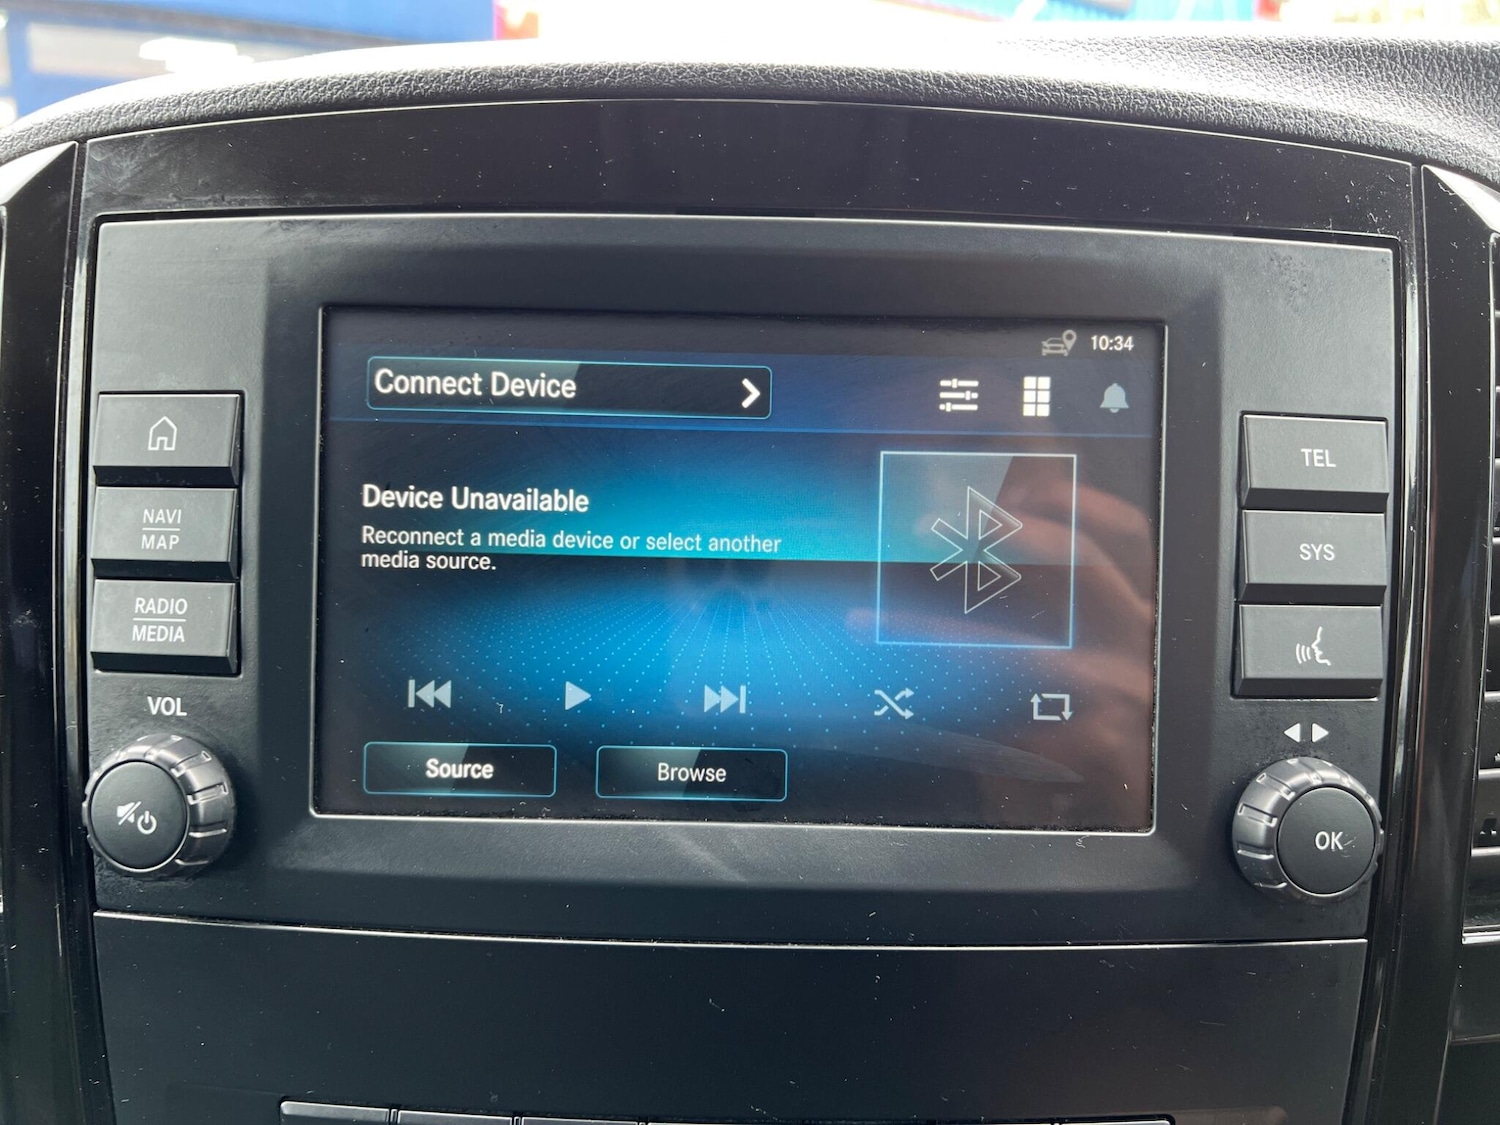 10:34
Connect Device
Device Unavailable
Reconnect a media device or select another
media source.
Source
Browse
NAVI
MAP
RADIO
MEDIA
VOL
TEL
SYS
OK